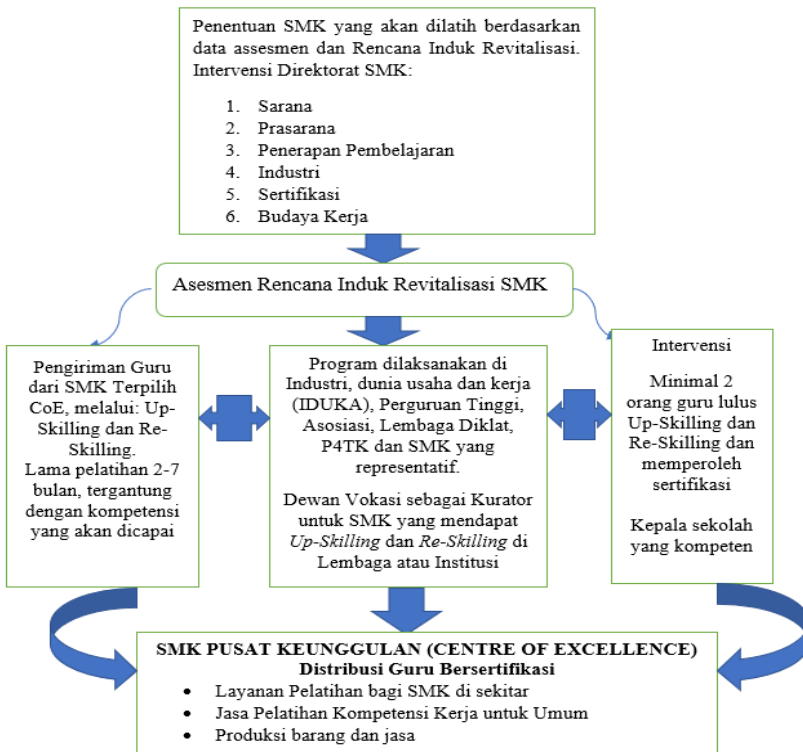 Penentuan SMK yang akan dilatih berdasarkan
data assesmen dan Rencana Induk Revitalisasi.
Intervensi Direktorat SMK:
1. Sarana
2. Prasarana
3. Penerapan Pembelajaran
4. Industri
5. Sertifikasi
6. Budaya Kerja
Asesmen Rencana Induk Revitalisasi SMK
Pengiriman Guru
dari SMK Terpilih
CoE, melalui: Up-
Skilling dan Re-
Skilling.
Lama pelatihan 2-7
bulan, tergantung
dengan kompetensi
yang akan dicapai
Program dilaksanakan di
Industri, dunia usaha dan kerja
(IDUKA), Perguruan Tinggi,
Asosiasi, Lembaga Diklat,
P4TK dan SMK yang
representatif.
Dewan Vokasi sebagai Kurator
untuk SMK yang mendapat
Up-Skilling dan Re-Skilling di
Lembaga atau Institusi
Intervensi
Minimal 2
orang guru lulus
Up-Skilling dan
Re-Skilling dan
memperoleh
sertifikasi
Kepala sekolah
yang kompeten
SMK PUSAT KEUNGGULAN (CENTRE OF EXCELLENCE)
Distribusi Guru Bersertifikasi
• Layanan Pelatihan bagi SMK di sekitar
• Jasa Pelatihan Kompetensi Kerja untuk Umum
• Produksi barang dan jasa